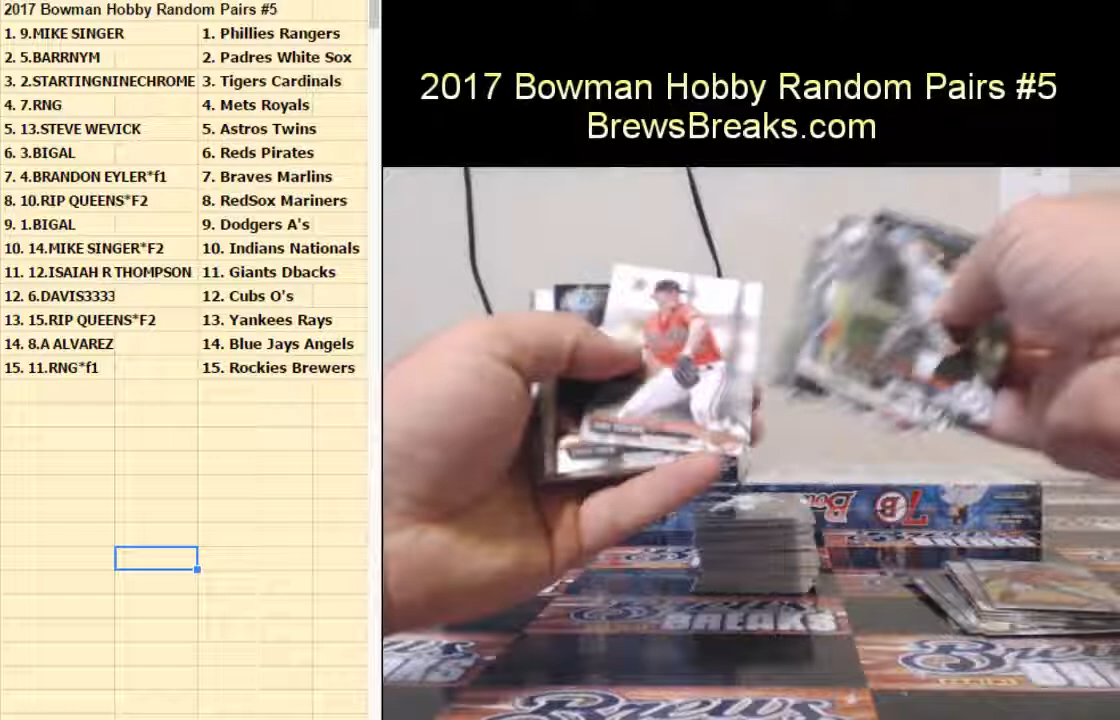 2017 Bowman Hobby Random Pairs #5
1. 9.MIKE SINGER 1. Phillies Rangers
2. 5.BARRNYM 2. Padres White Sox
3. 2.STARTINGNINECHROME 3. Tigers Cardinals
4. 7.RNG 4. Mets Royals
5. 13.STEVE WEVICK 5. Astros Twins
6. 3.BIGAL 6. Reds Pirates
7. 4.BRANDON EYLER*f1 7. Braves Marlins
8. 10.RIP QUEENS*F2 8. RedSox Mariners
9. 1.BIGAL 9. Dodgers A's
10. 14.MIKE SINGER*F2 10. Indians Nationals
11. 12.ISAIAH R THOMPSON 11. Giants Dbacks
12. 6.DAVIS3333 12. Cubs O's
13. 15.RIP QUEENS*F2 13. Yankees Rays
14. 8.A ALVAREZ 14. Blue Jays Angels
15. 11.RNG*f1 15. Rockies Brewers
2017 Bowman Hobby Random Pairs #5
BrewsBreaks.com
BREAKS
Brews
Brews